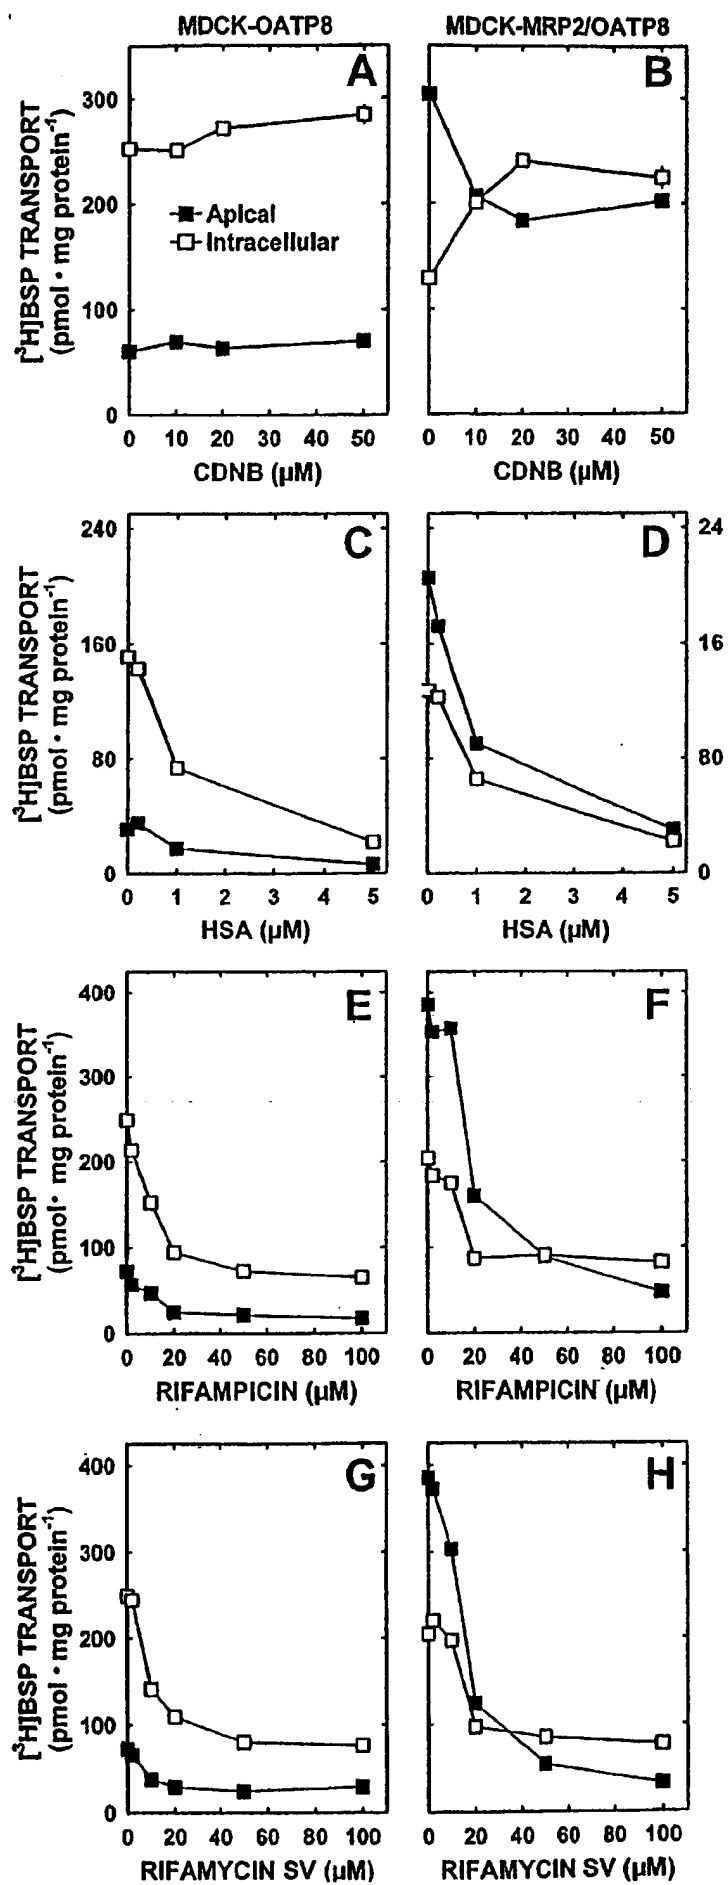 MDCK-OATP8 MDCK-MRP2/OATP8
A B
[³H]BSP TRANSPORT
(pmol • mg protein⁻¹)
300
200
100
0
Apical
Intracellular
0 10 20 30 40 50 0 10 20 30 40 50
CDNB (µM) CDNB (µM)
C D
[³H]BSP TRANSPORT
(pmol • mg protein⁻¹)
240 24
160 16
80 80
0 0
0 1 2 3 4 5 0 1 2 3 4 5
HSA (µM) HSA (µM)
E F
[³H]BSP TRANSPORT
(pmol • mg protein⁻¹)
400
300
200
100
0
0 20 40 60 80 100 0 20 40 60 80 100
RIFAMPICIN (µM) RIFAMPICIN (µM)
G H
[³H]BSP TRANSPORT
(pmol • mg protein⁻¹)
400
300
200
100
0
0 20 40 60 80 100 0 20 40 60 80 100
RIFAMYCIN SV (µM) RIFAMYCIN SV (µM)